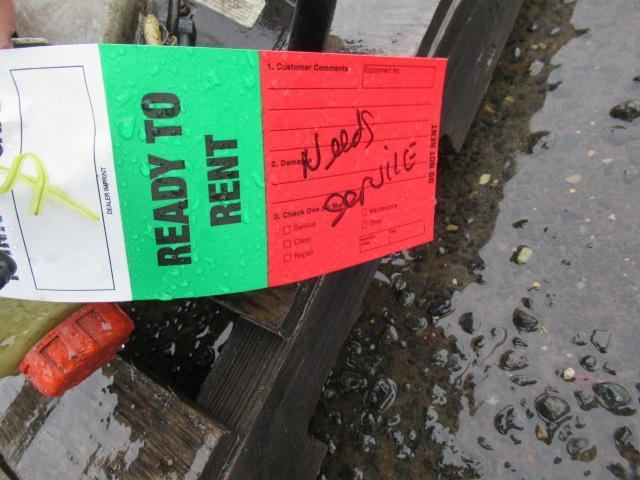 DEALER IMPRINT
READY TO
RENT
1. Customer Comments
Equipment No.
Needs
2. Damage
SERVICE
3. Check One
Service
Clean
Repair
Maintenance
Other
DO NOT RENT